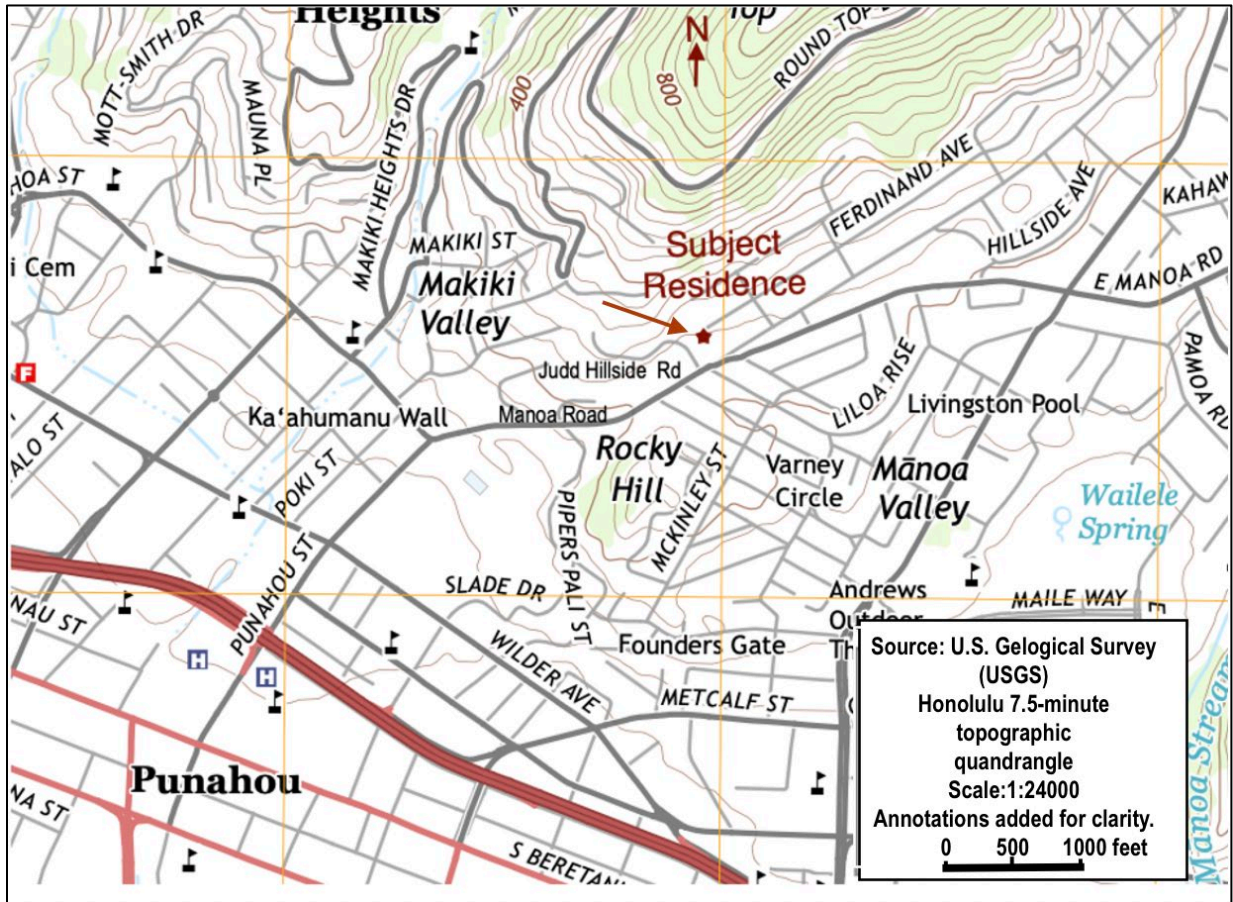 Heights
Top
N
MOTT-SMITH DR
MAUNA PL
MAKIKI HEIGHTS DR
400
800
ROUND TOP
HOA ST
FERDINAND AVE
HILLSIDE AVE
KAHAW
MAKIKI ST
Subject
Residence
i Cem
Makiki
Valley
E MANOA RD
PAMOA RD
F
Judd Hillside Rd
LILOA RISE
Livingston Pool
Ka‘ahumanu Wall
Manoa Road
ALO ST
POKI ST
Rocky
Hill
MCKINLEY ST
Varney
Circle
Mānoa
Valley
Wailele
Spring
PIPERS PALI ST
PUNAHOU ST
SLADE DR
Andrews
Outdoor
Th
MAILE WAY
E
NAU ST
H
H
WILDER AVE
Founders Gate
METCALF ST
Punahou
NA ST
S BERETAN
Manoa Stream
Source: U.S. Gelogical Survey
(USGS)
Honolulu 7.5-minute
topographic
quandrangle
Scale:1:24000
Annotations added for clarity.
0 500 1000 feet